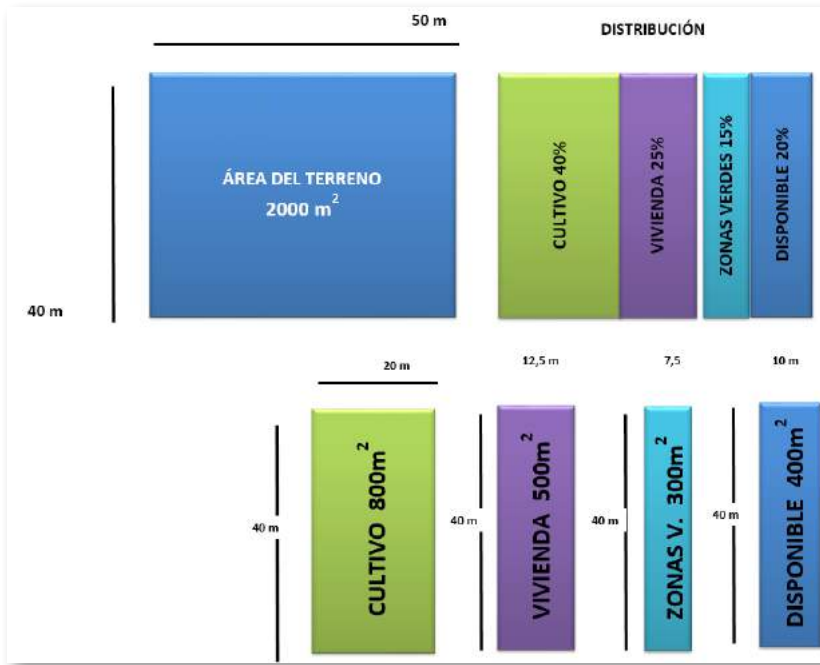 50 m
DISTRIBUCIÓN
ÁREA DEL TERRENO
2000 m²
40 m
CULTIVO 40%
VIVIENDA 25%
ZONAS VERDES 15%
DISPONIBLE 20%
20 m
12,5 m
7,5
10 m
40 m
CULTIVO 800m²
40 m
VIVIENDA 500m²
40 m
ZONAS V. 300m²
40 m
DISPONIBLE 400m²